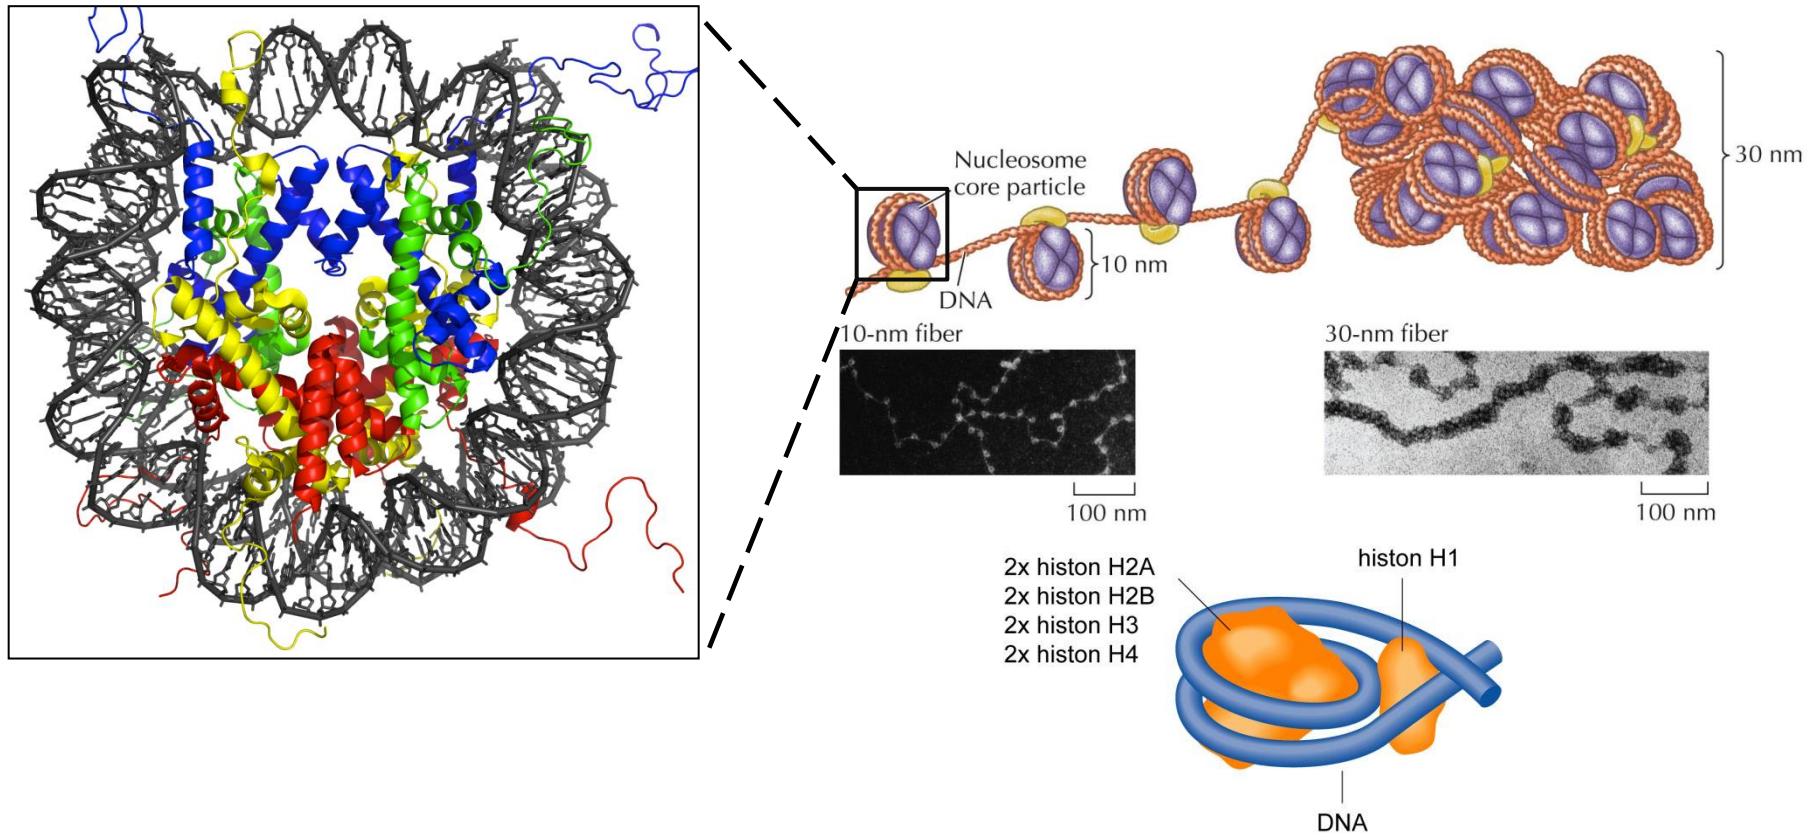 Nucleosome
core particle
30 nm
10 nm
DNA
10-nm fiber
30-nm fiber
100 nm
100 nm
2x histon H2A
2x histon H2B
2x histon H3
2x histon H4
histon H1
DNA